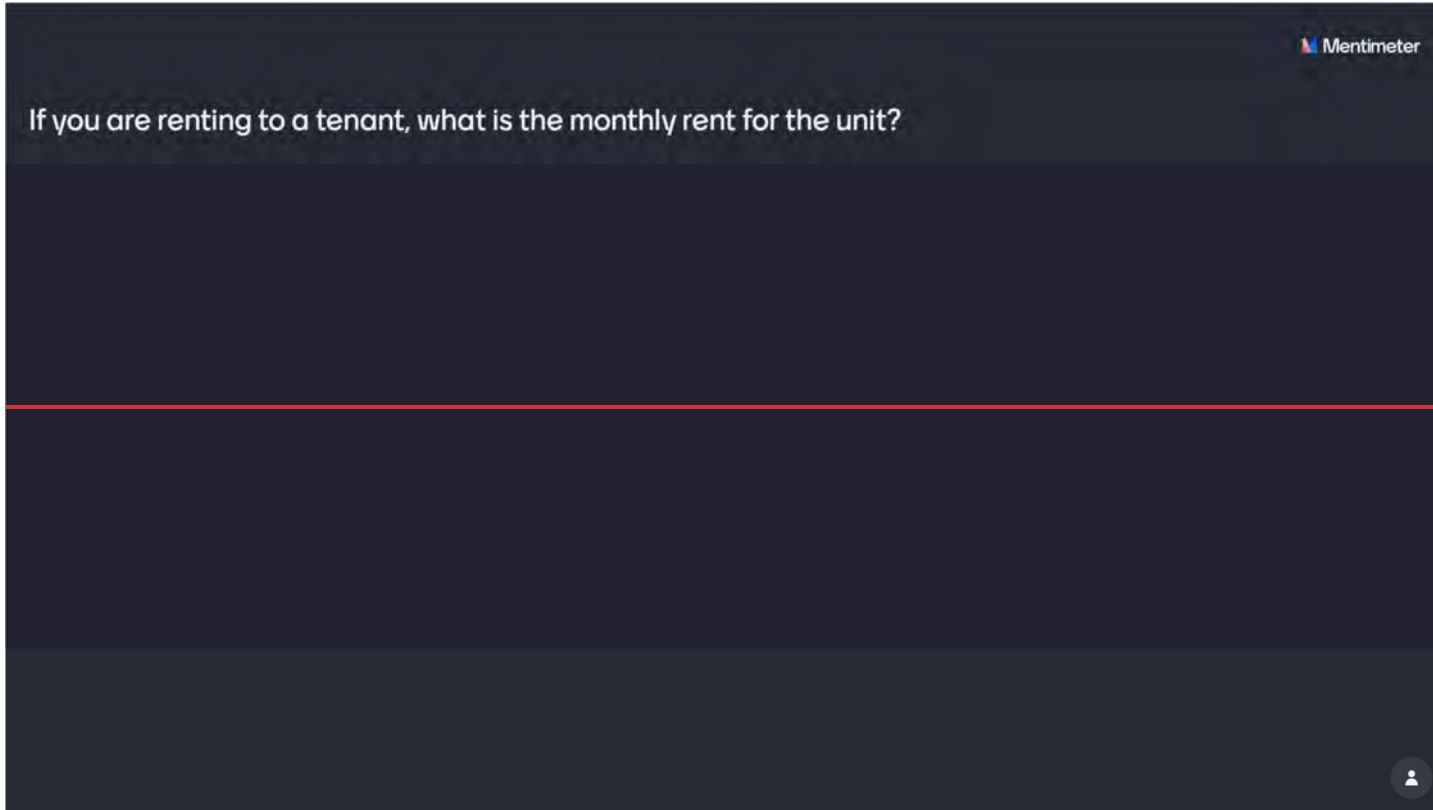 Mentimeter
If you are renting to a tenant, what is the monthly rent for the unit?